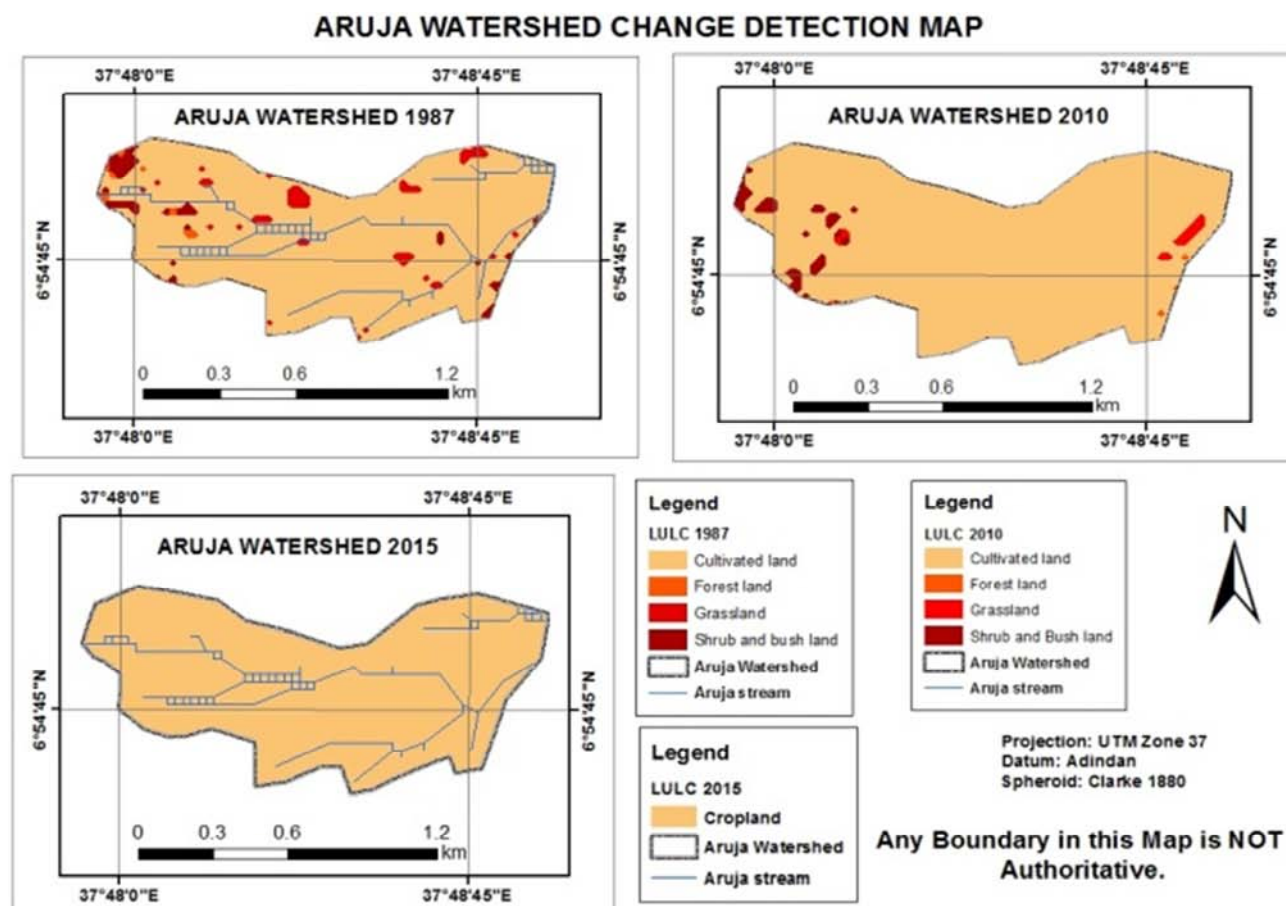 ARUJA WATERSHED CHANGE DETECTION MAP
37°48'0"E
37°48'45"E
ARUJA WATERSHED 1987
6°54'45"N
6°54'45"N
0
0.3
0.6
1.2
km
37°48'0"E
37°48'45"E
37°48'0"E
37°48'45"E
ARUJA WATERSHED 2010
6°54'45"N
6°54'45"N
0
0.3
0.6
1.2
km
37°48'0"E
37°48'45"E
37°48'0"E
37°48'45"E
ARUJA WATERSHED 2015
6°54'45"N
6°54'45"N
0
0.3
0.6
1.2
km
37°48'0"E
37°48'45"E
Legend
LULC 1987
Cultivated land
Forest land
Grassland
Shrub and bush land
Aruja Watershed
Aruja stream
Legend
LULC 2010
Cultivated land
Forest land
Grassland
Shrub and Bush land
Aruja Watershed
Aruja stream
N
Legend
LULC 2015
Cropland
Aruja Watershed
Aruja stream
Projection: UTM Zone 37
Datum: Adindan
Spheroid: Clarke 1880
Any Boundary in this Map is NOT
Authoritative.